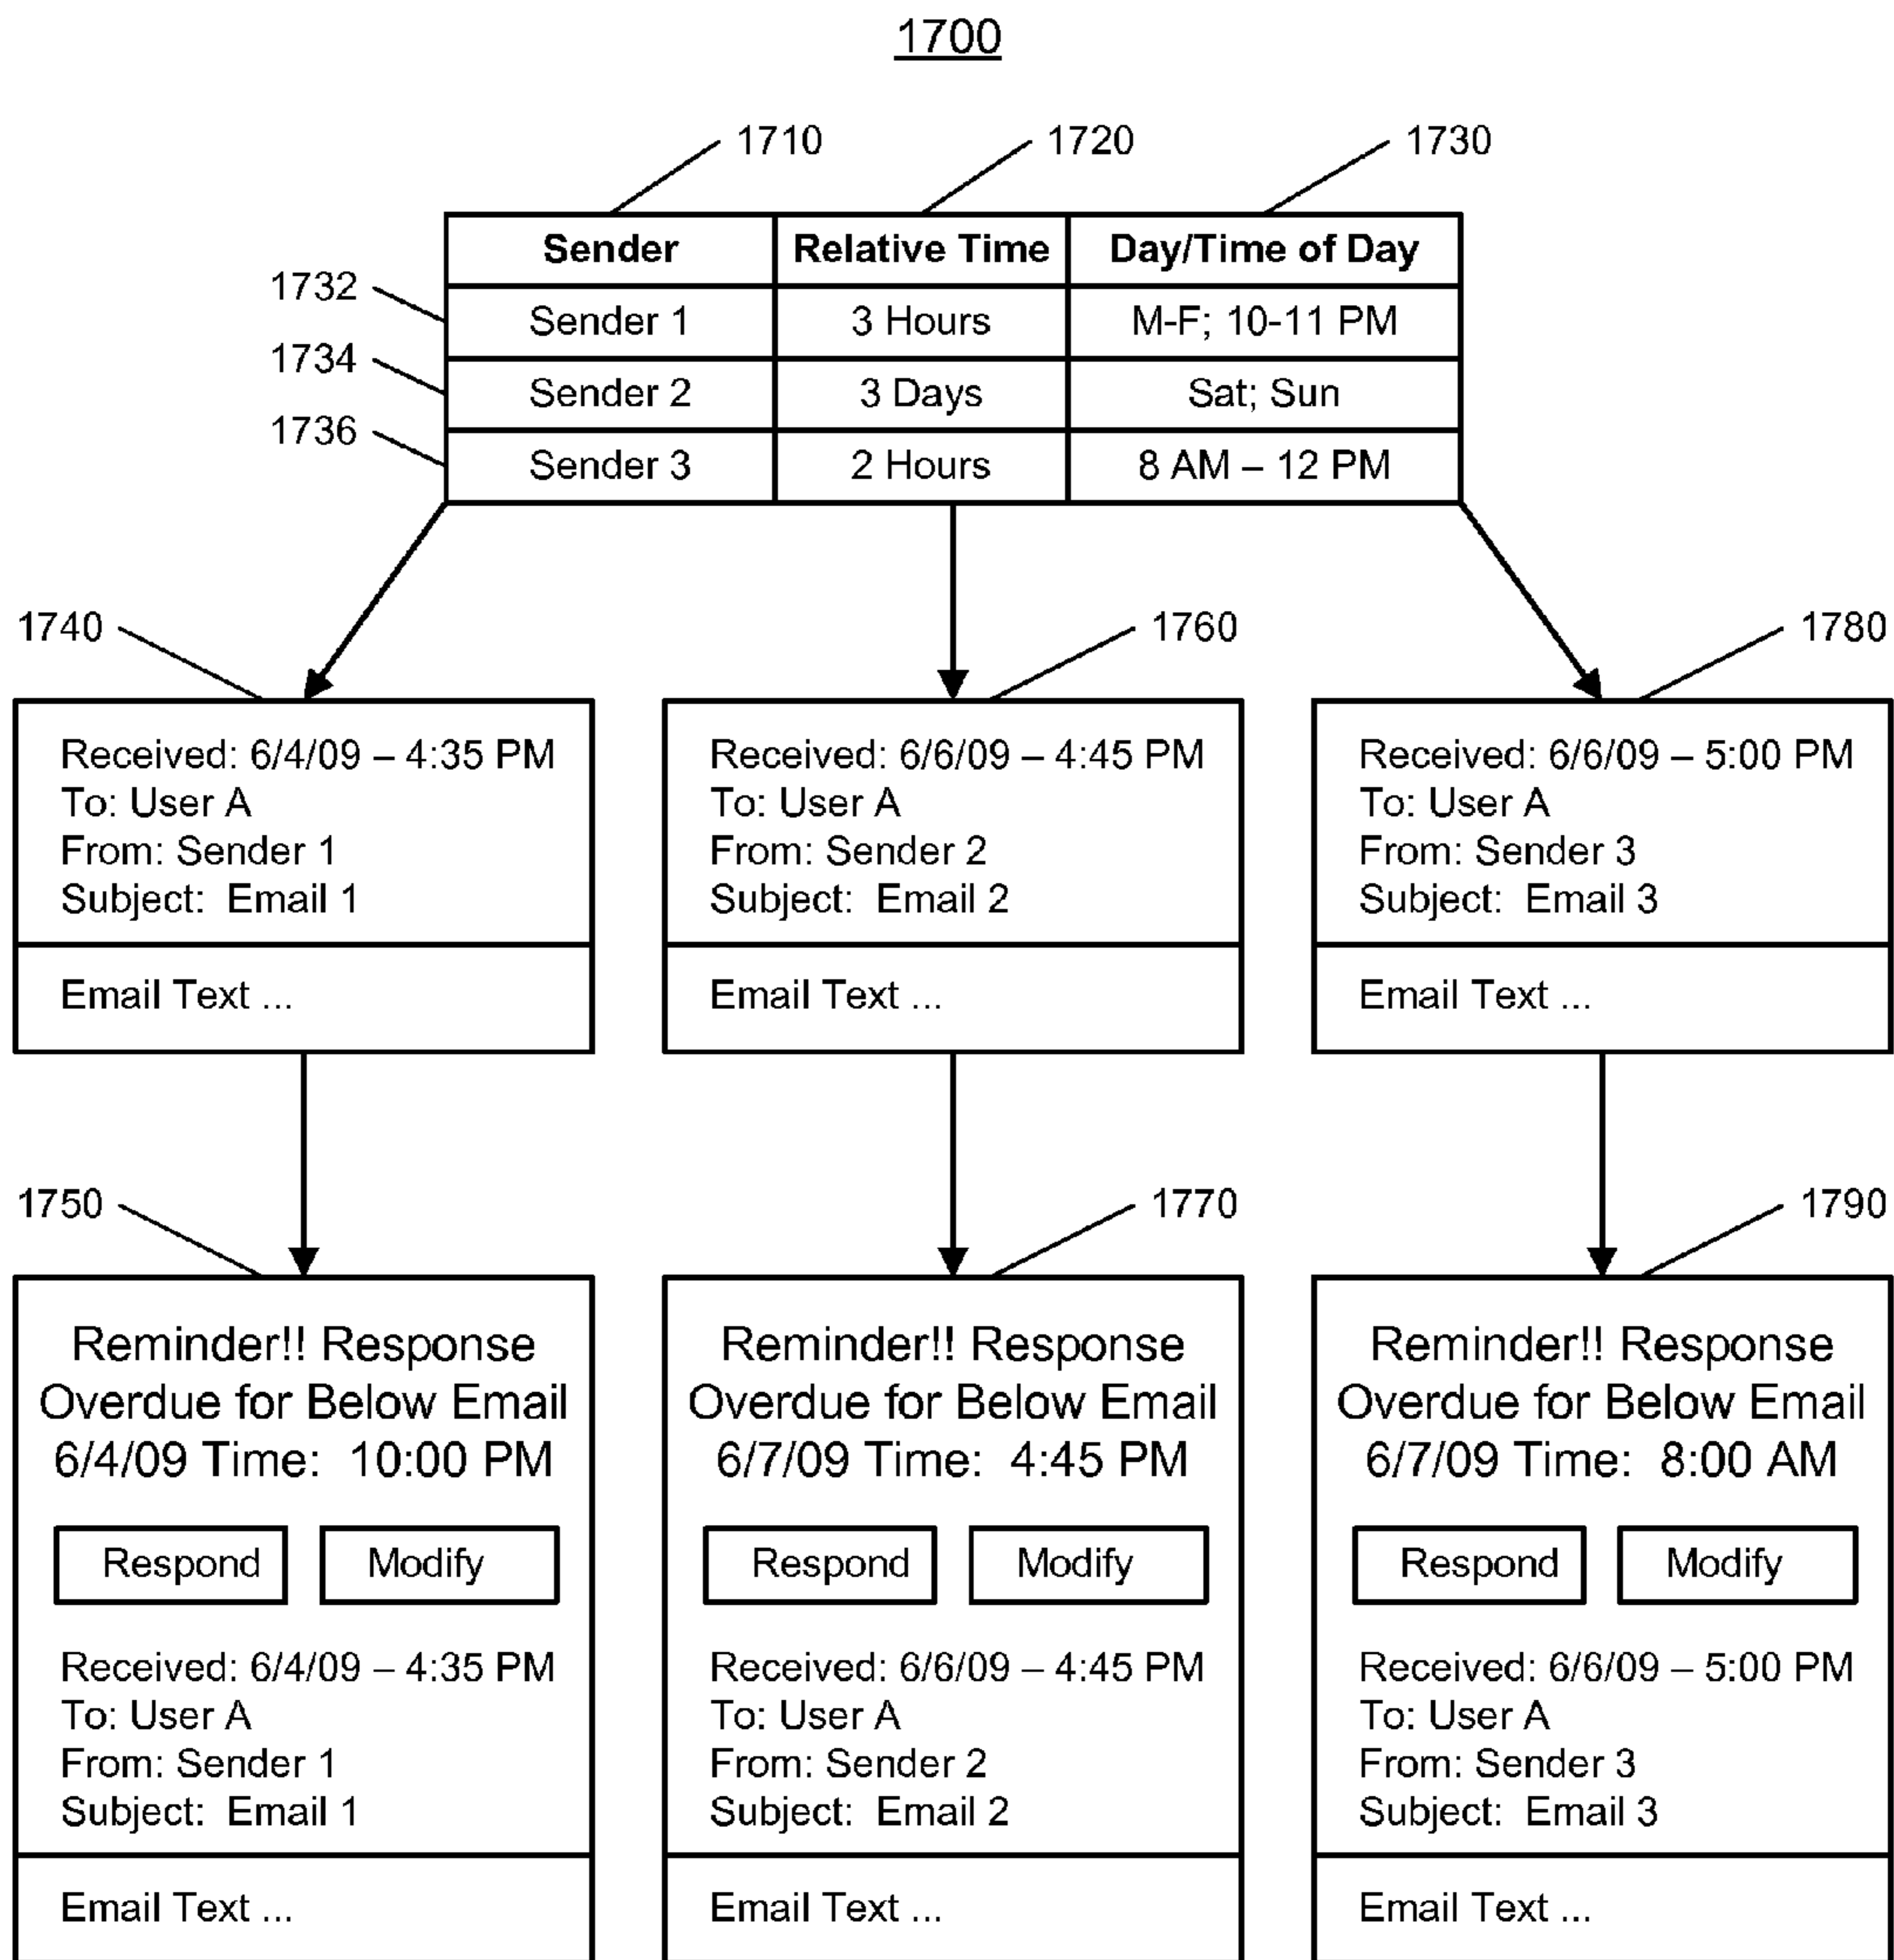 1700
1710 1720 1730
Sender Relative Time Day/Time of Day
1732
Sender 1 3 Hours M-F; 10-11 PM
1734
Sender 2 3 Days Sat; Sun
1736
Sender 3 2 Hours 8 AM – 12 PM
1740
Received: 6/4/09 – 4:35 PM
To: User A
From: Sender 1
Subject: Email 1
Email Text ...
1760
Received: 6/6/09 – 4:45 PM
To: User A
From: Sender 2
Subject: Email 2
Email Text ...
1780
Received: 6/6/09 – 5:00 PM
To: User A
From: Sender 3
Subject: Email 3
Email Text ...
1750
Reminder!! Response
Overdue for Below Email
6/4/09 Time: 10:00 PM
Respond Modify
Received: 6/4/09 – 4:35 PM
To: User A
From: Sender 1
Subject: Email 1
Email Text ...
1770
Reminder!! Response
Overdue for Below Email
6/7/09 Time: 4:45 PM
Respond Modify
Received: 6/6/09 – 4:45 PM
To: User A
From: Sender 2
Subject: Email 2
Email Text ...
1790
Reminder!! Response
Overdue for Below Email
6/7/09 Time: 8:00 AM
Respond Modify
Received: 6/6/09 – 5:00 PM
To: User A
From: Sender 3
Subject: Email 3
Email Text ...